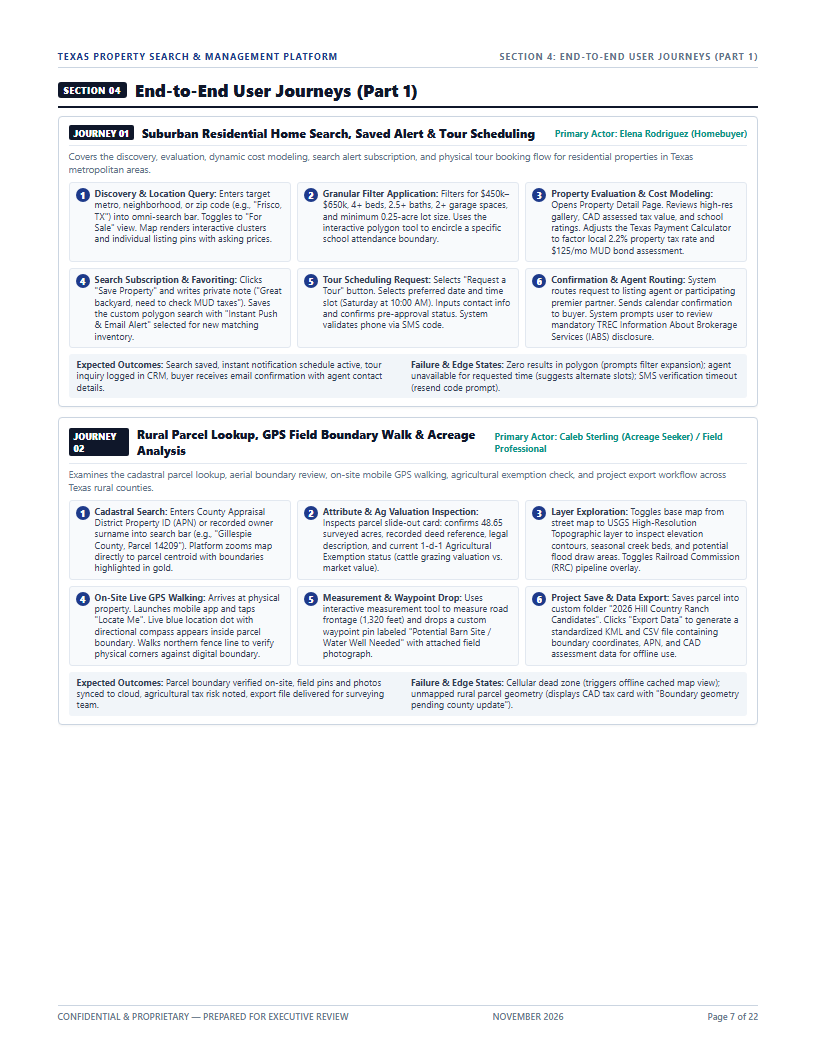 TEXAS PROPERTY SEARCH & MANAGEMENT PLATFORM
SECTION 4: END-TO-END USER JOURNEYS (PART 1)
SECTION 04
End-to-End User Journeys (Part 1)
JOURNEY 01
Suburban Residential Home Search, Saved Alert & Tour Scheduling
Primary Actor: Elena Rodriguez (Homebuyer)
Covers the discovery, evaluation, dynamic cost modeling, search alert subscription, and physical tour booking flow for residential properties in Texas
metropolitan areas.
1
Discovery & Location Query: Enters target
metro, neighborhood, or zip code (e.g., "Frisco,
TX") into omni-search bar. Toggles to "For
Sale" view. Map renders interactive clusters
and individual listing pins with asking prices.
2
Granular Filter Application: Filters for $450k–
$650k, 4+ beds, 2.5+ baths, 2+ garage spaces,
and minimum 0.25-acre lot size. Uses the
interactive polygon tool to encircle a specific
school attendance boundary.
3
Property Evaluation & Cost Modeling:
Opens Property Detail Page. Reviews high-res
gallery, CAD assessed tax value, and school
ratings. Adjusts the Texas Payment Calculator
to factor local 2.2% property tax rate and
$125/mo MUD bond assessment.
4
Search Subscription & Favoriting: Clicks
"Save Property" and writes private note ("Great
backyard, need to check MUD taxes"). Saves
the custom polygon search with "Instant Push
& Email Alert" selected for new matching
inventory.
5
Tour Scheduling Request: Selects "Request a
Tour" button. Selects preferred date and time
slot (Saturday at 10:00 AM). Inputs contact info
and confirms pre-approval status. System
validates phone via SMS code.
6
Confirmation & Agent Routing: System
routes request to listing agent or participating
premier partner. Sends calendar confirmation
to buyer. System prompts user to review
mandatory TREC Information About Brokerage
Services (IABS) disclosure.
Expected Outcomes: Search saved, instant notification schedule active, tour
inquiry logged in CRM, buyer receives email confirmation with agent contact
details.
Failure & Edge States: Zero results in polygon (prompts filter expansion); agent
unavailable for requested time (suggests alternate slots); SMS verification timeout
(resend code prompt).
JOURNEY
02
Rural Parcel Lookup, GPS Field Boundary Walk & Acreage
Analysis
Primary Actor: Caleb Sterling (Acreage Seeker) / Field
Professional
Examines the cadastral parcel lookup, aerial boundary review, on-site mobile GPS walking, agricultural exemption check, and project export workflow across
Texas rural counties.
1
Cadastral Search: Enters County Appraisal
District Property ID (APN) or recorded owner
surname into search bar (e.g., "Gillespie
County, Parcel 14209"). Platform zooms map
directly to parcel centroid with boundaries
highlighted in gold.
2
Attribute & Ag Valuation Inspection:
Inspects parcel slide-out card: confirms 48.65
surveyed acres, recorded deed reference, legal
description, and current 1-d-1 Agricultural
Exemption status (cattle grazing valuation vs.
market value).
3
Layer Exploration: Toggles base map from
street map to USGS High-Resolution
Topographic layer to inspect elevation
contours, seasonal creek beds, and potential
flood draw areas. Toggles Railroad Commission
(RRC) pipeline overlay.
4
On-Site Live GPS Walking: Arrives at physical
property. Launches mobile app and taps
"Locate Me". Live blue location dot with
directional compass appears inside parcel
boundary. Walks northern fence line to verify
physical corners against digital boundary.
5
Measurement & Waypoint Drop: Uses
interactive measurement tool to measure road
frontage (1,320 feet) and drops a custom
waypoint pin labeled "Potential Barn Site /
Water Well Needed" with attached field
photograph.
6
Project Save & Data Export: Saves parcel into
custom folder "2026 Hill Country Ranch
Candidates". Clicks "Export Data" to generate a
standardized KML and CSV file containing
boundary coordinates, APN, and CAD
assessment data for offline use.
Expected Outcomes: Parcel boundary verified on-site, field pins and photos
synced to cloud, agricultural tax risk noted, export file delivered for surveying
team.
Failure & Edge States: Cellular dead zone (triggers offline cached map view);
unmapped rural parcel geometry (displays CAD tax card with "Boundary geometry
pending county update").
CONFIDENTIAL & PROPRIETARY — PREPARED FOR EXECUTIVE REVIEW
NOVEMBER 2026
Page 7 of 22